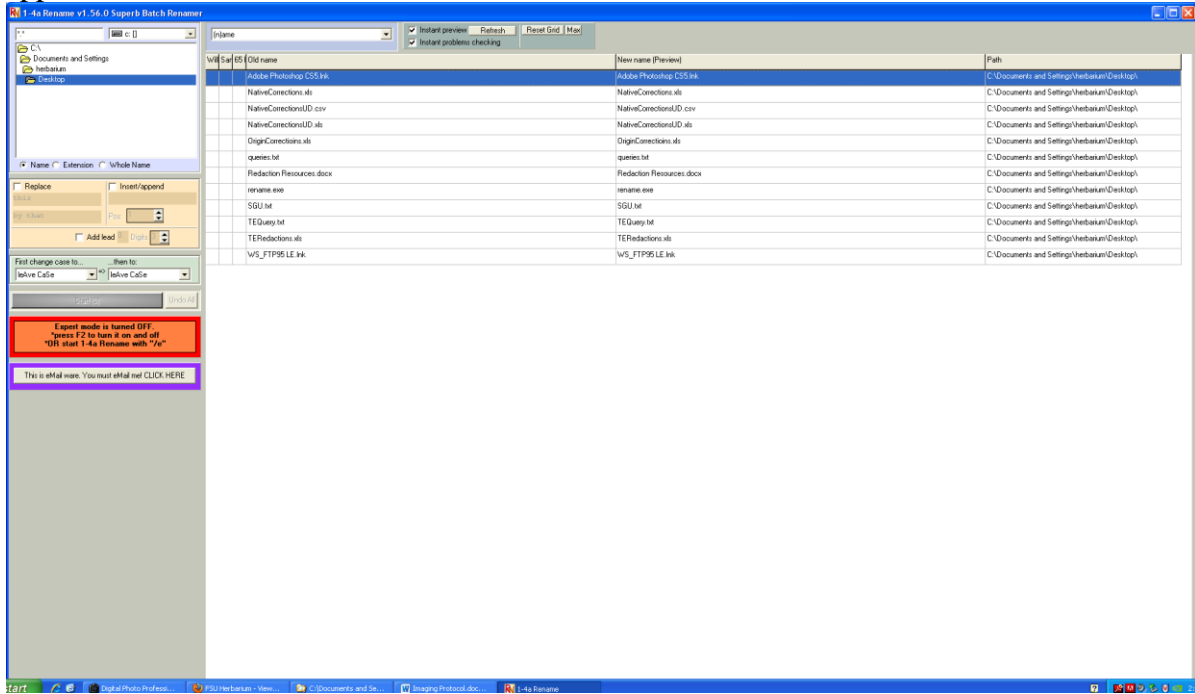 1-4a Rename v1.56.0 Superb Batch Renamer
*.*
c: []
C:\
Documents and Settings
herbarium
Desktop
Name Extension Whole Name
Replace Insert/append
this
by that
Pos: 1
Add lead Digits
First change case to... ...then to:
leAve CaSe => leAve CaSe
Undo All
Expert mode is turned OFF.
*press F2 to turn it on and off
*OR start 1-4a Rename with "/e"
This is eMail ware. You must eMail me! CLICK HERE
{n}ame
Instant preview Refresh Reset Grid Max
Instant problems checking
Will Sar 65 Old name New name (Preview) Path
Adobe Photoshop CS5.lnk Adobe Photoshop CS5.lnk C:\Documents and Settings\herbarium\Desktop\
NativeCorrections.xls NativeCorrections.xls C:\Documents and Settings\herbarium\Desktop\
NativeCorrectionsUD.csv NativeCorrectionsUD.csv C:\Documents and Settings\herbarium\Desktop\
NativeCorrectionsUD.xls NativeCorrectionsUD.xls C:\Documents and Settings\herbarium\Desktop\
OriginCorrectioins.xls OriginCorrectioins.xls C:\Documents and Settings\herbarium\Desktop\
queries.txt queries.txt C:\Documents and Settings\herbarium\Desktop\
Redaction Resources.docx Redaction Resources.docx C:\Documents and Settings\herbarium\Desktop\
rename.exe rename.exe C:\Documents and Settings\herbarium\Desktop\
SGU.txt SGU.txt C:\Documents and Settings\herbarium\Desktop\
TEQuery.txt TEQuery.txt C:\Documents and Settings\herbarium\Desktop\
TERedactions.xls TERedactions.xls C:\Documents and Settings\herbarium\Desktop\
WS_FTP95 LE.lnk WS_FTP95 LE.lnk C:\Documents and Settings\herbarium\Desktop\
start Digital Photo Professi... FSU Herbarium - View... C:\Documents and Se... Imaging Protocol.doc... 1-4a Rename